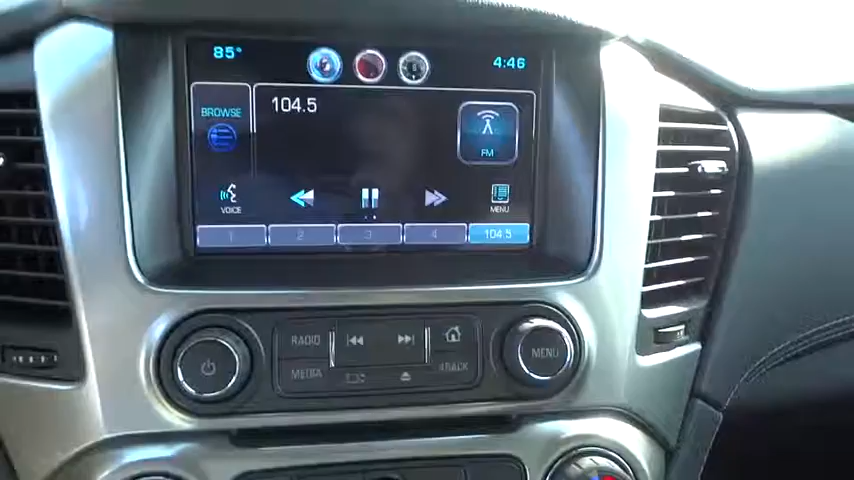 85° 4:46
BROWSE 104.5
FM
VOICE MENU
1 2 3 4 104.5
RADIO
MENU
MEDIA BACK